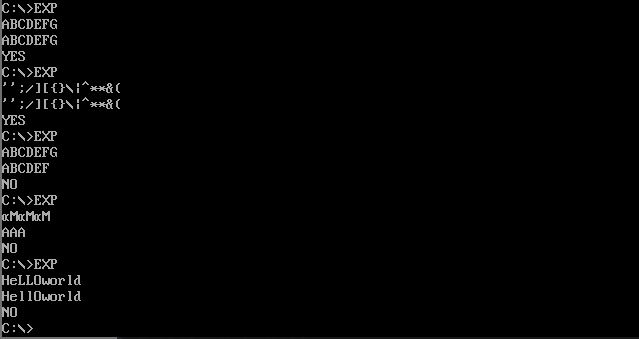 C:\>EXP
ABCDEFG
ABCDEFG
YES
C:\>EXP
'';/][{}\|^**&(
'';/][{}\|^**&(
YES
C:\>EXP
ABCDEFG
ABCDEF
NO
C:\>EXP
αMαMαM
AAA
NO
C:\>EXP
HeLLOworld
HellOworld
NO
C:\>